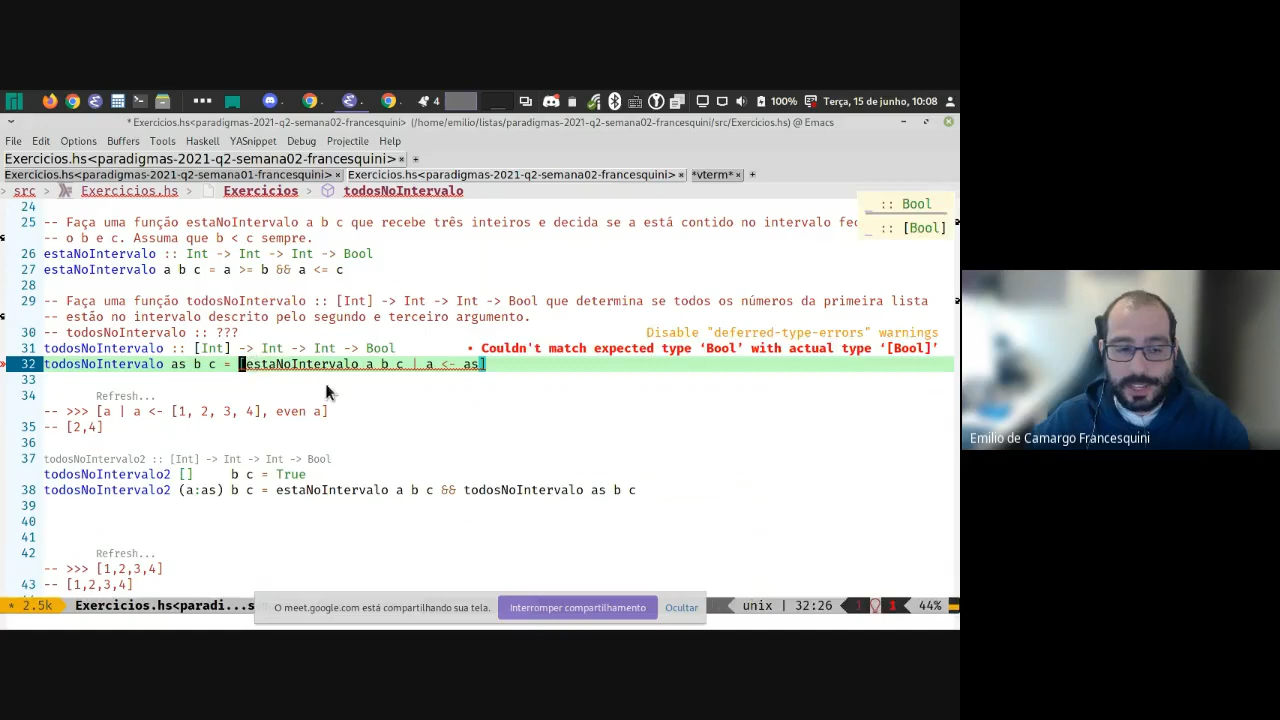 4
100%
Terça, 15 de junho, 10:08
* Exercicios.hs<paradigmas-2021-q2-semana02-francesquini> (/home/emilio/listas/paradigmas-2021-q2-semana02-francesquini/src/Exercicios.hs) @ Emacs
File Edit Options Buffers Tools Haskell YASnippet Debug Projectile Help
Exercicios.hs<paradigmas-2021-q2-semana02-francesquini> × +
Exercicios.hs<paradigmas-2021-q2-semana01-francesquini> × Exercicios.hs<paradigmas-2021-q2-semana02-francesquini> × *vterm* × +
> src > Exercicios.hs > Exercicios > todosNoIntervalo
_ :: Bool
_ :: [Bool]
24
25 -- Faça uma função estaNoIntervalo a b c que recebe três inteiros e decida se a está contido no intervalo fec
-- o b e c. Assuma que b < c sempre.
26 estaNoIntervalo :: Int -> Int -> Int -> Bool
27 estaNoIntervalo a b c = a >= b && a <= c
28
29 -- Faça uma função todosNoIntervalo :: [Int] -> Int -> Int -> Bool que determina se todos os números da primeira lista
-- estão no intervalo descrito pelo segundo e terceiro argumento.
30 -- todosNoIntervalo :: ??? Disable "deferred-type-errors" warnings
31 todosNoIntervalo :: [Int] -> Int -> Int -> Bool • Couldn't match expected type ‘Bool’ with actual type ‘[Bool]’
32 todosNoIntervalo as b c = [estaNoIntervalo a b c | a <- as]
33
Refresh...
34 -- >>> [a | a <- [1, 2, 3, 4], even a]
35 -- [2,4]
36
todosNoIntervalo2 :: [Int] -> Int -> Int -> Bool
37 todosNoIntervalo2 [] b c = True
38 todosNoIntervalo2 (a:as) b c = estaNoIntervalo a b c && todosNoIntervalo as b c
39
40
41
Refresh...
42 -- >>> [1,2,3,4]
43 -- [1,2,3,4]
* 2.5k Exercicios.hs<paradi...s unix | 32:26 1 1 44%
O meet.google.com está compartilhando sua tela. Interromper compartilhamento Ocultar
Emilio de Camargo Francesquini